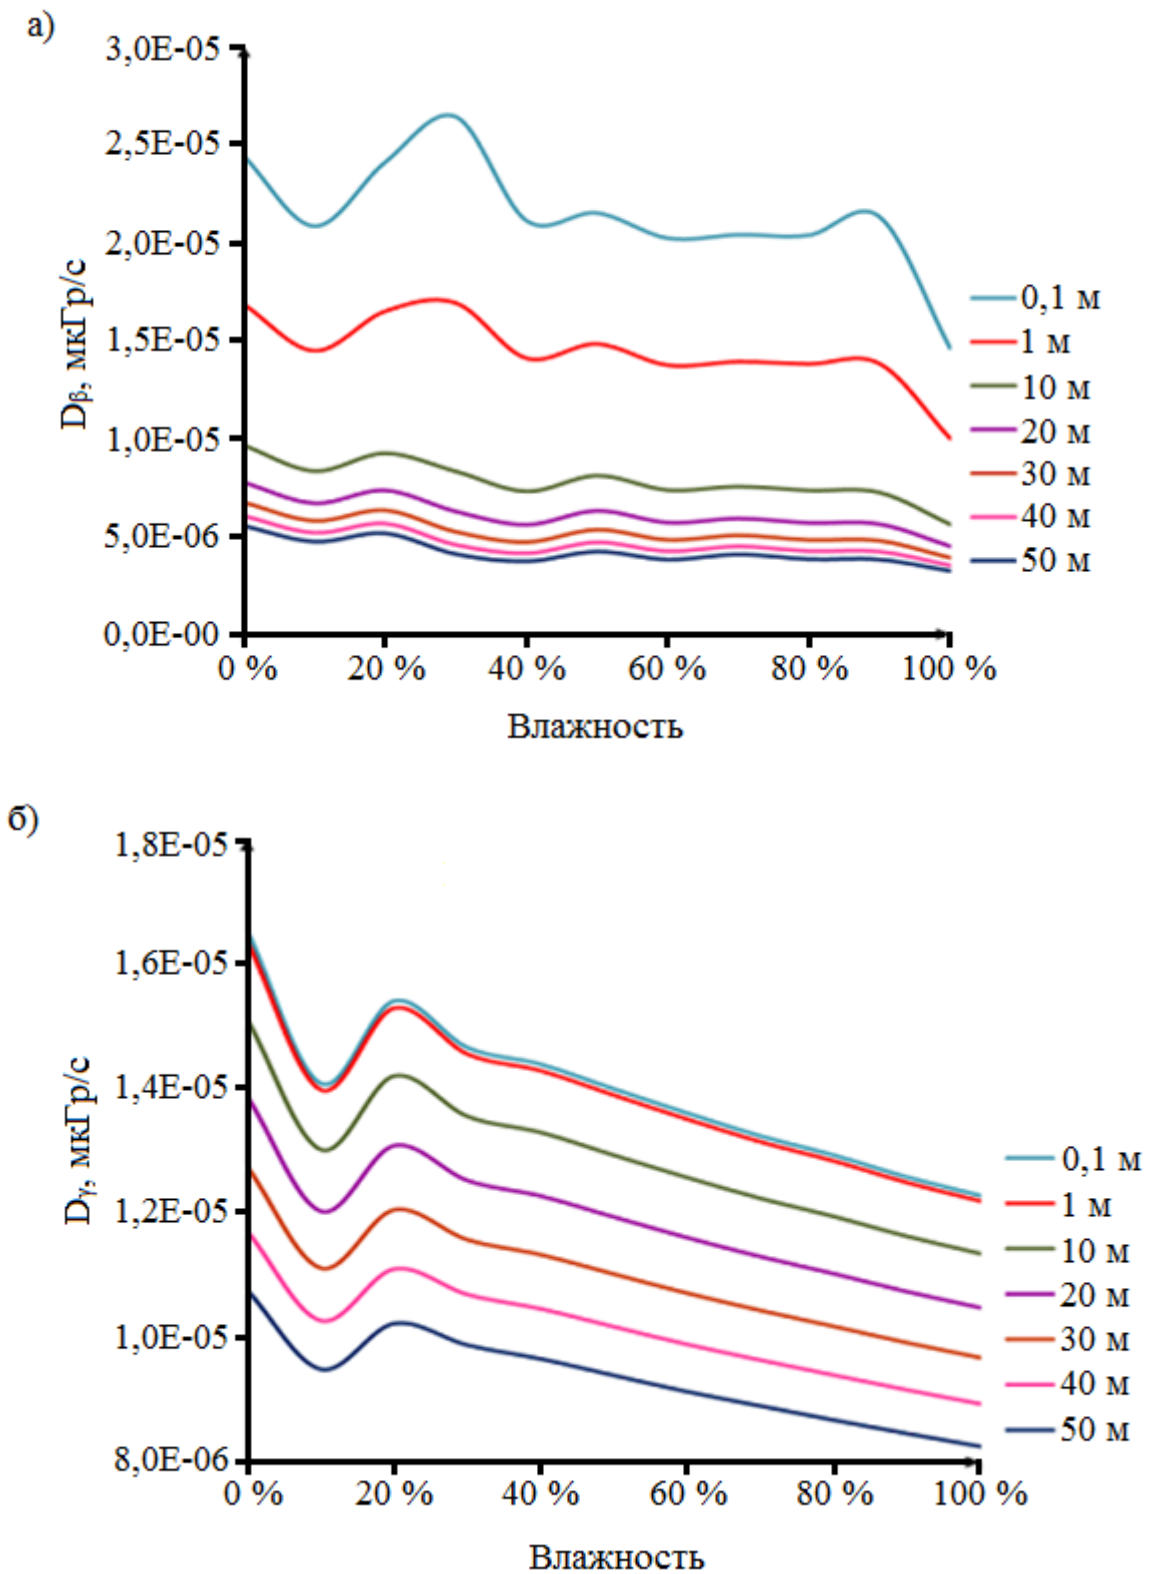 а)
3,0E-05
2,5E-05
2,0E-05
1,5E-05
1,0E-05
5,0E-06
0,0E-00
Dβ, мкГр/с
0 % 20 % 40 % 60 % 80 % 100 %
Влажность
0,1 м
1 м
10 м
20 м
30 м
40 м
50 м
б)
1,8E-05
1,6E-05
1,4E-05
1,2E-05
1,0E-05
8,0E-06
Dγ, мкГр/с
0 % 20 % 40 % 60 % 80 % 100 %
Влажность
0,1 м
1 м
10 м
20 м
30 м
40 м
50 м